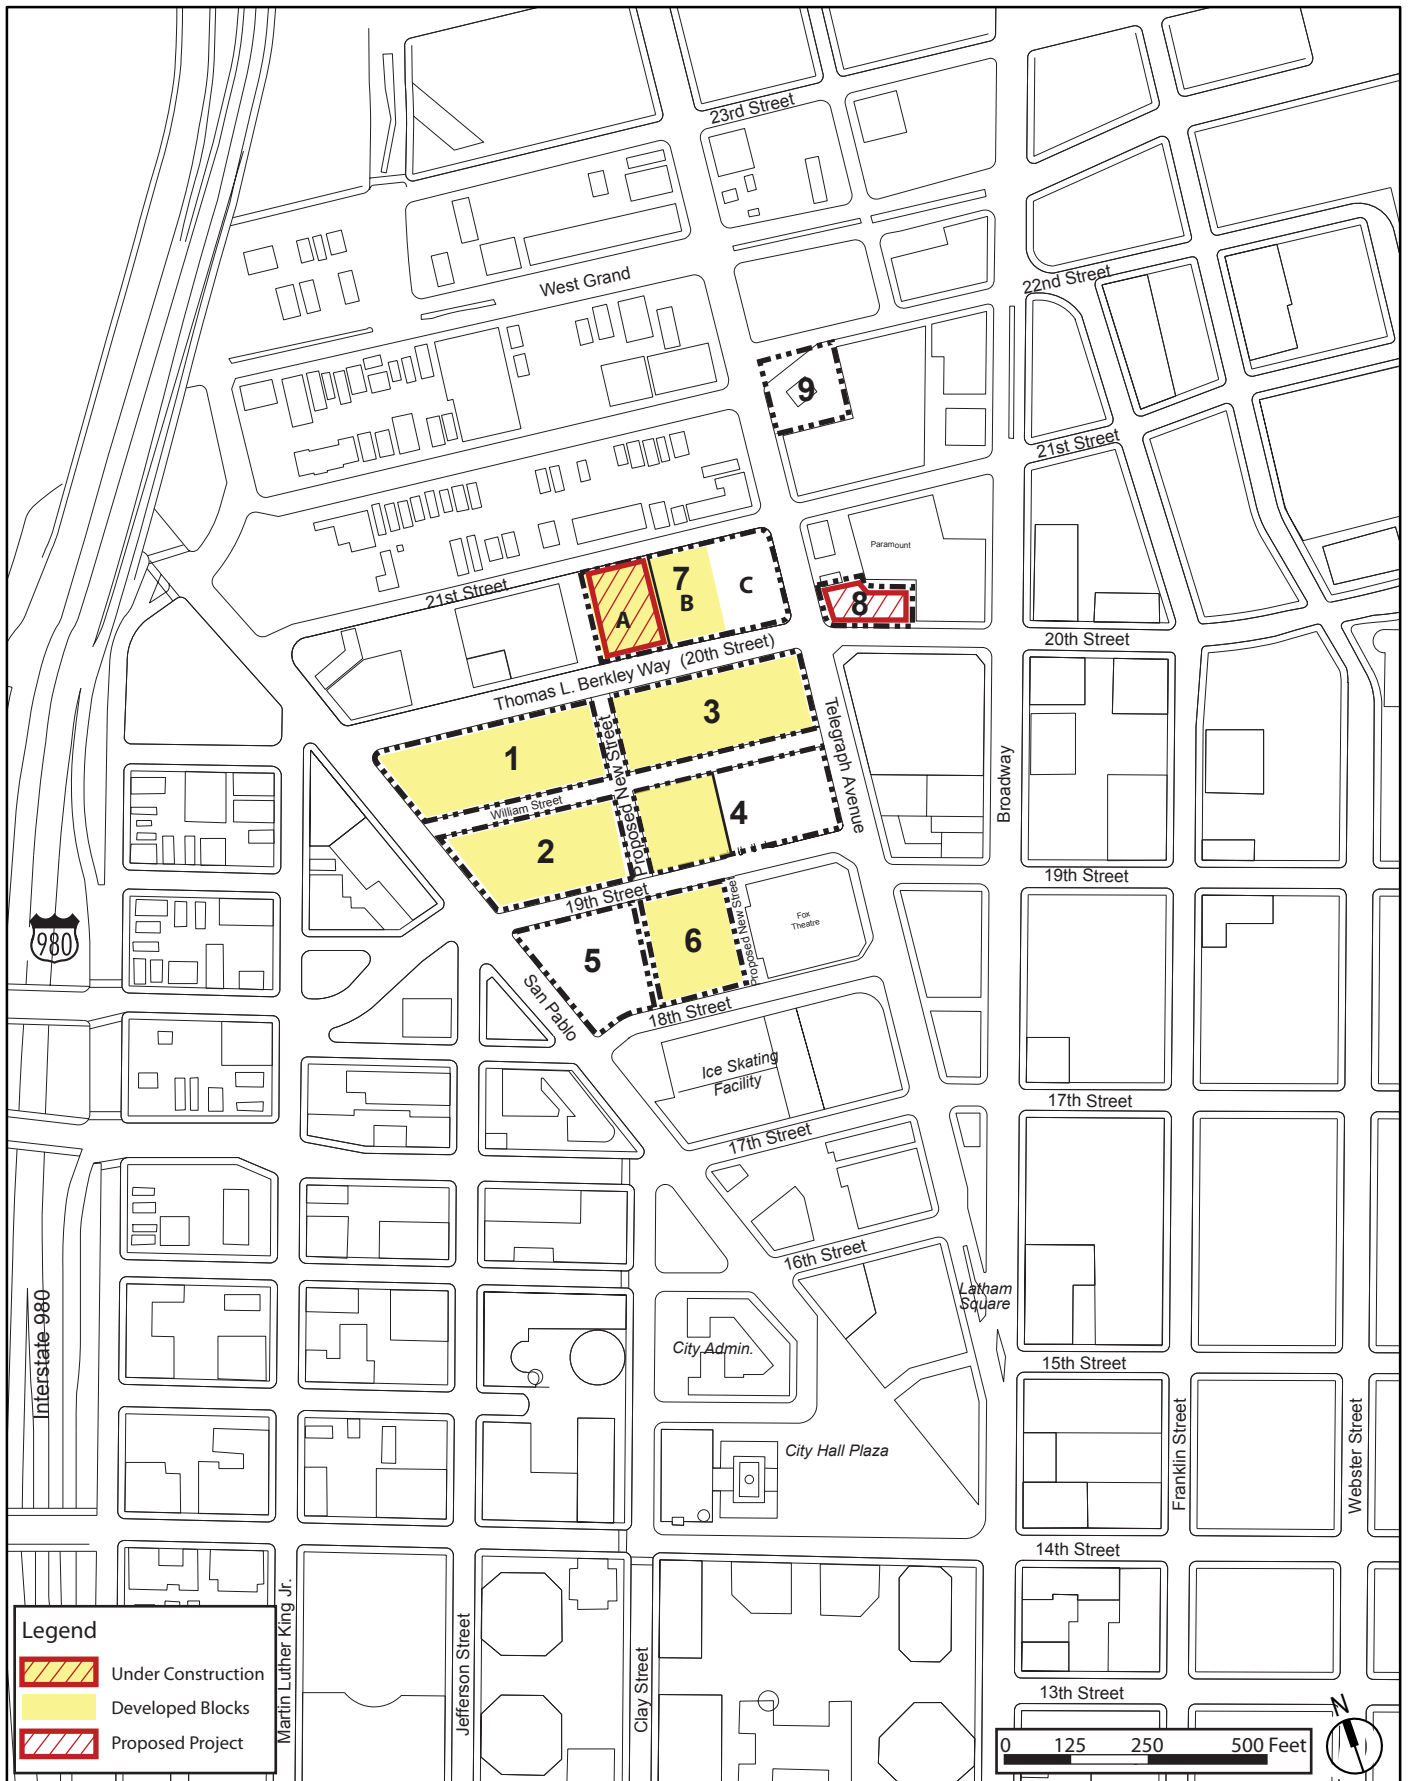 23rd Street
West Grand
22nd Street
9
21st Street
Paramount
7
B
C
A
8
21st Street
20th Street
Thomas L. Berkley Way (20th Street)
3
1
Proposed New Street
Telegraph Avenue
Broadway
William Street
4
2
19th Street
19th Street
Proposed New Street
Fox
Theatre
980
6
5
San Pablo
18th Street
Ice Skating
Facility
17th Street
17th Street
16th Street
Latham
Square
Interstate 980
City Admin.
15th Street
City Hall Plaza
Franklin Street
Webster Street
14th Street
Martin Luther King Jr.
Jefferson Street
Clay Street
13th Street
Legend
Under Construction
Developed Blocks
Proposed Project
N
0 125 250 500 Feet